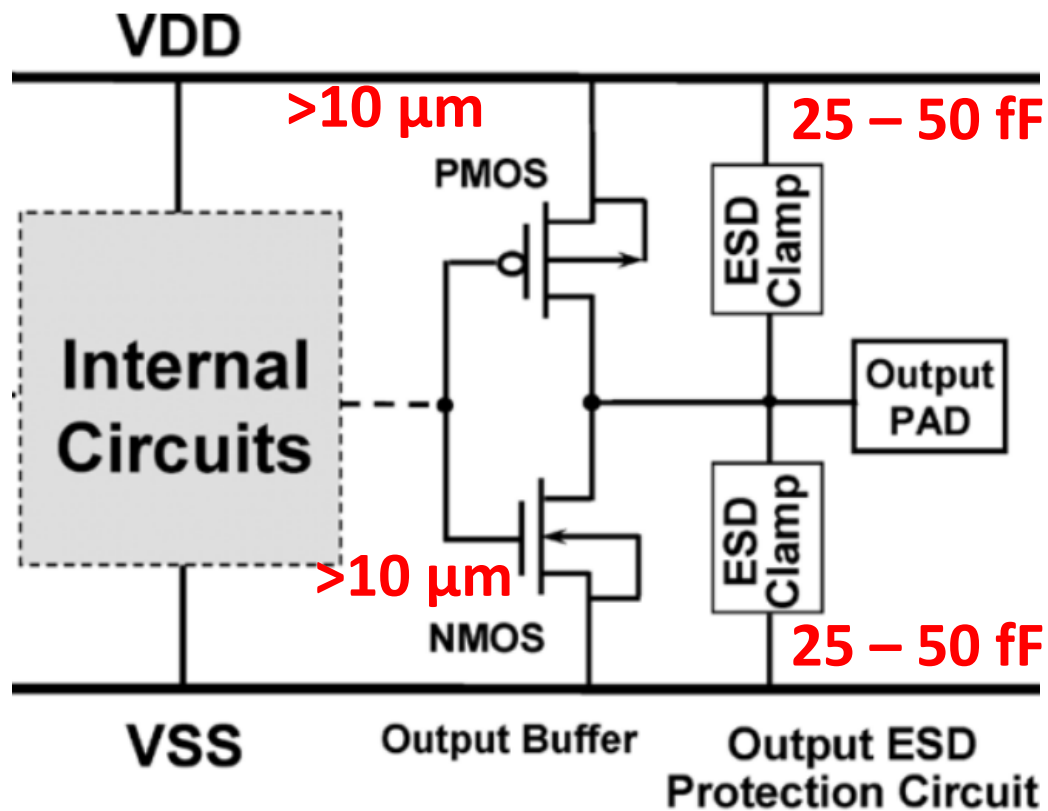 VDD
>10 μm
25 – 50 fF
PMOS
ESD
Clamp
Internal
Circuits
Output
PAD
ESD
Clamp
>10 μm
NMOS
25 – 50 fF
VSS
Output Buffer
Output ESD
Protection Circuit